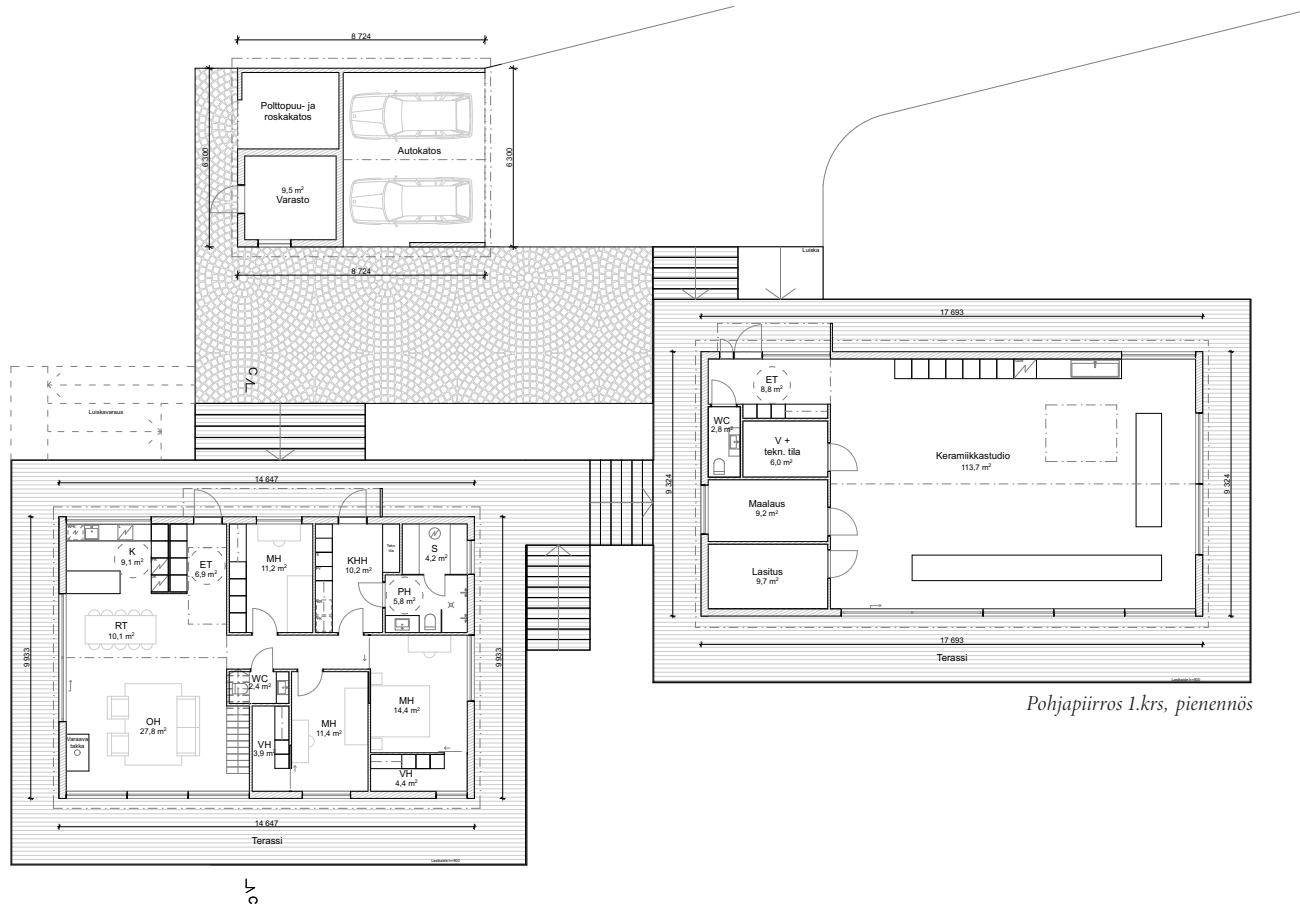 8 724
Polttopuu- ja
roskakatos
Autokatos
6 300
6 300
9,5 m²
Varasto
8 724
Luiska
17 693
C
Luiskavaraus
ET
8,8 m²
WC
2,8 m²
V +
tekn. tila
6,0 m²
Keramiikkastudio
113,7 m²
9 324
9 324
Maalaus
9,2 m²
Lasitus
9,7 m²
17 693
Terassi
Pohjapiirros 1.krs, pienennös
14 647
K
9,1 m²
ET
6,9 m²
MH
11,2 m²
KHH
10,2 m²
S
4,2 m²
PH
5,8 m²
RT
10,1 m²
9 933
9 933
WC
2,4 m²
MH
14,4 m²
OH
27,8 m²
MH
11,4 m²
VH
3,9 m²
Varaava
takka
VH
4,4 m²
14 647
Terassi
C